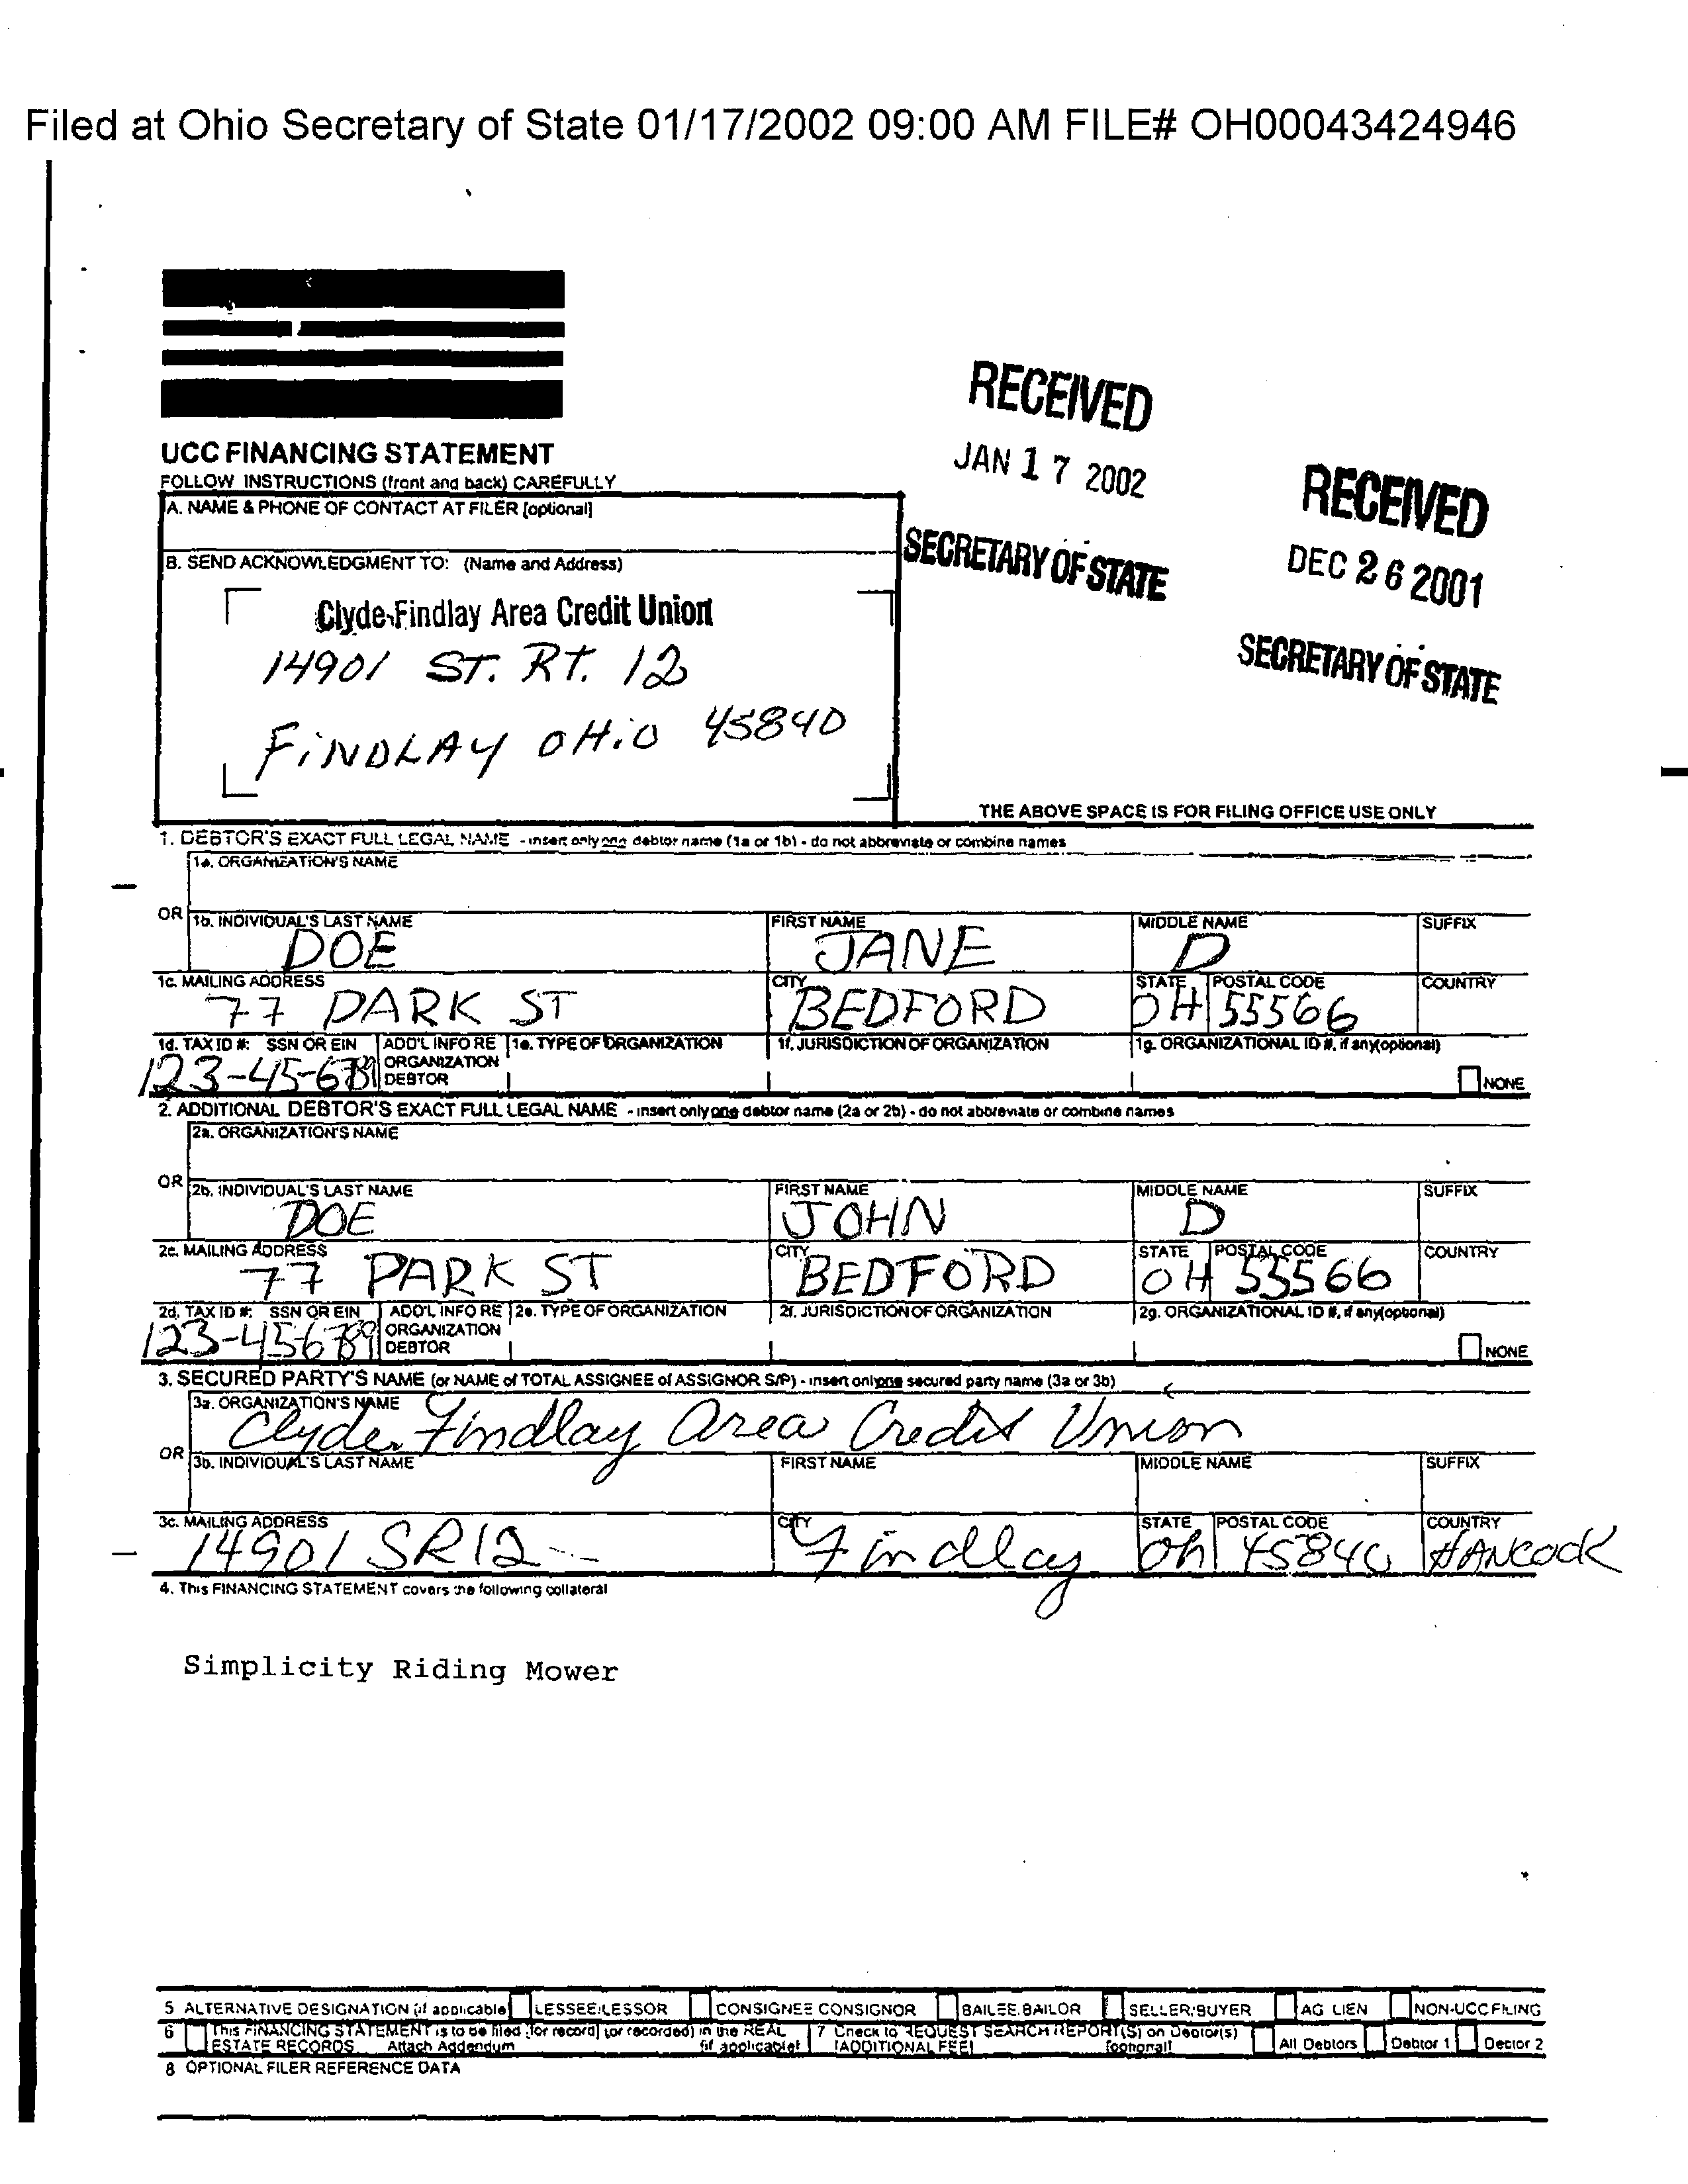 Filed at Ohio Secretary of State 01/17/2002 09:00 AM FILE# OH00043424946
RECEIVED
JAN 17 2002
SECRETARY OF STATE
RECEIVED
DEC 26 2001
SECRETARY OF STATE
UCC FINANCING STATEMENT
FOLLOW INSTRUCTIONS (front and back) CAREFULLY
A. NAME & PHONE OF CONTACT AT FILER [optional]
B. SEND ACKNOWLEDGMENT TO: (Name and Address)
Clyde-Findlay Area Credit Union
14901 ST. RT. 12
FINDLAY OHIO 45840
THE ABOVE SPACE IS FOR FILING OFFICE USE ONLY
1. DEBTOR'S EXACT FULL LEGAL NAME - insert only one debtor name (1a or 1b) - do not abbreviate or combine names
1a. ORGANIZATION'S NAME
OR 1b. INDIVIDUAL'S LAST NAME FIRST NAME MIDDLE NAME SUFFIX
DOE JANE D
1c. MAILING ADDRESS CITY STATE POSTAL CODE COUNTRY
77 PARK ST BEDFORD OH 55566
1d. TAX ID #: SSN OR EIN ADD'L INFO RE ORGANIZATION DEBTOR 1e. TYPE OF ORGANIZATION 1f. JURISDICTION OF ORGANIZATION 1g. ORGANIZATIONAL ID #, if any(optional)
123-45-6789 NONE
2. ADDITIONAL DEBTOR'S EXACT FULL LEGAL NAME - insert only one debtor name (2a or 2b) - do not abbreviate or combine names
2a. ORGANIZATION'S NAME
OR 2b. INDIVIDUAL'S LAST NAME FIRST NAME MIDDLE NAME SUFFIX
DOE JOHN D
2c. MAILING ADDRESS CITY STATE POSTAL CODE COUNTRY
77 PARK ST BEDFORD OH 55566
2d. TAX ID #: SSN OR EIN ADD'L INFO RE ORGANIZATION DEBTOR 2e. TYPE OF ORGANIZATION 2f. JURISDICTION OF ORGANIZATION 2g. ORGANIZATIONAL ID #, if any(optional)
123-456789 NONE
3. SECURED PARTY'S NAME (or NAME of TOTAL ASSIGNEE of ASSIGNOR S/P) - insert only one secured party name (3a or 3b)
3a. ORGANIZATION'S NAME
Clyde-Findlay Area Credit Union
OR 3b. INDIVIDUAL'S LAST NAME FIRST NAME MIDDLE NAME SUFFIX
3c. MAILING ADDRESS CITY STATE POSTAL CODE COUNTRY
14901 SR12 Findlay Oh 45840 HANCOCK
4. This FINANCING STATEMENT covers the following collateral
Simplicity Riding Mower
5 ALTERNATIVE DESIGNATION (if applicable) LESSEE/LESSOR CONSIGNEE CONSIGNOR BAILEE.BAILOR SELLER/BUYER AG LIEN NON-UCC FILING
6 This FINANCING STATEMENT is to be filed [for record] (or recorded) in the REAL 7 Check to REQUEST SEARCH REPORT(S) on Debtor(s)
ESTATE RECORDS Attach Addendum [if applicable] [ADDITIONAL FEE] [optional] All Debtors Debtor 1 Debtor 2
8 OPTIONAL FILER REFERENCE DATA